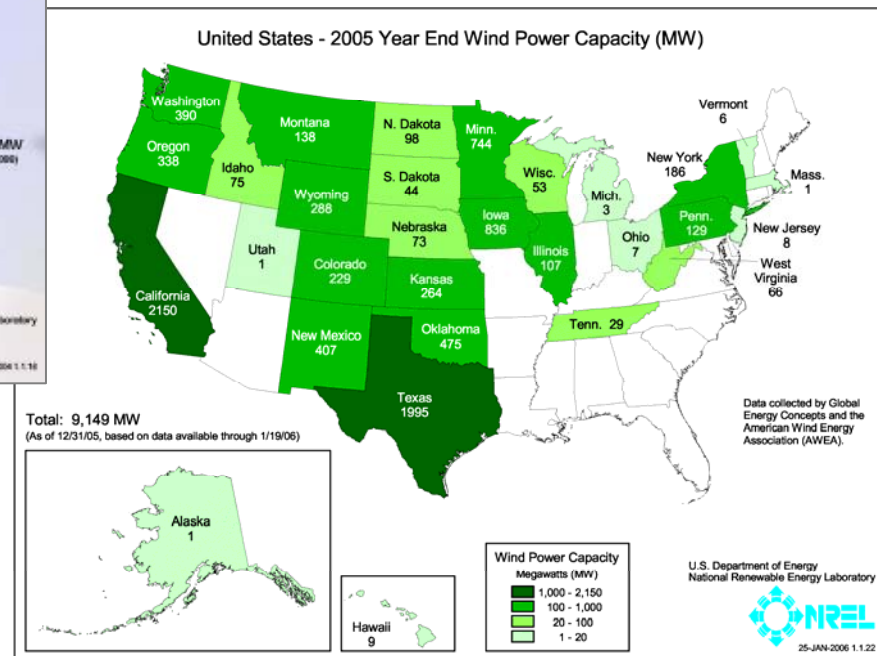 MW
United States - 2005 Year End Wind Power Capacity (MW)
Washington
390
Montana
138
N. Dakota
98
Minn.
744
Vermont
6
Oregon
338
Idaho
75
S. Dakota
44
Wisc.
53
New York
186
Mass.
1
Wyoming
288
Mich.
3
Nebraska
73
Iowa
836
Penn.
129
New Jersey
8
Utah
1
Colorado
229
Illinois
107
Ohio
7
West
Virginia
66
California
2150
Kansas
264
New Mexico
407
Oklahoma
475
Tenn. 29
Texas
1995
Total: 9,149 MW
(As of 12/31/05, based on data available through 1/19/06)
Data collected by Global
Energy Concepts and the
American Wind Energy
Association (AWEA).
Alaska
1
Hawaii
9
Wind Power Capacity
Megawatts (MW)
1,000 - 2,150
100 - 1,000
20 - 100
1 - 20
U.S. Department of Energy
National Renewable Energy Laboratory
NREL
25-JAN-2006 1.1.22